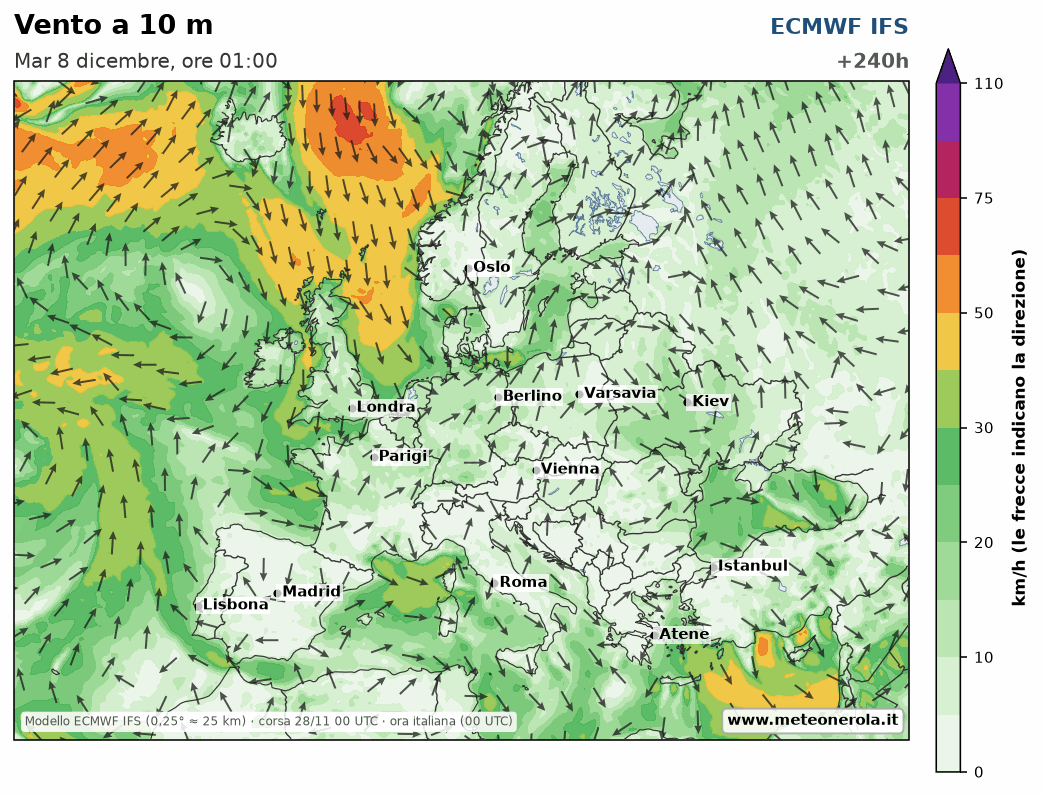 Vento a 10 m
ECMWF IFS
Mar 8 dicembre, ore 01:00
+240h
110
75
50
30
20
10
0
km/h (le frecce indicano la direzione)
Oslo
Berlino
Varsavia
Kiev
Londra
Parigi
Vienna
Istanbul
Roma
Madrid
Lisbona
Atene
Modello ECMWF IFS (0,25° ≈ 25 km) · corsa 28/11 00 UTC · ora italiana (00 UTC)
www.meteonerola.it